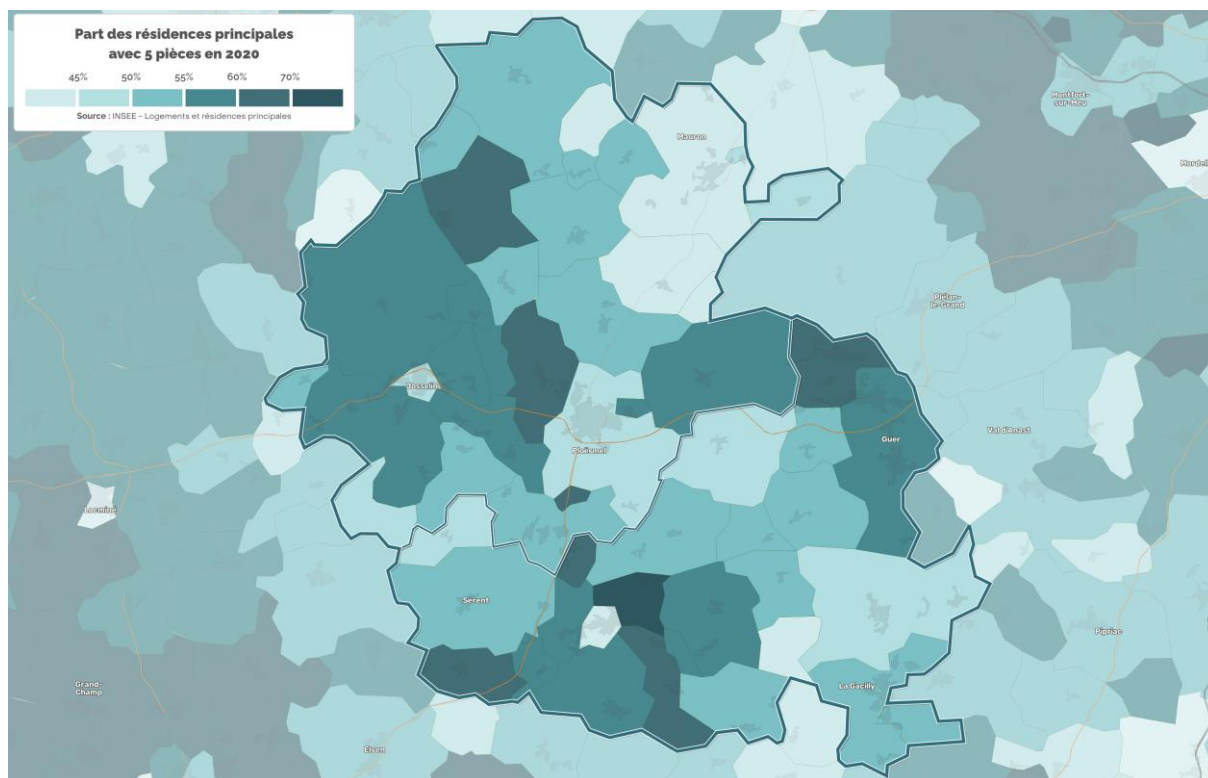 Part des résidences principales
avec 5 pièces en 2020
45% 50% 55% 60% 70%
Source : INSEE - Logements et résidences principales
Montfort-
sur-Meu
Mauron
Mordell
Plélan-
le-Grand
Josselin
Guer
Val d'Anast
Ploërmel
Locminé
Sérent
Pipriac
Grand-
Champ
La Gacilly
Elven